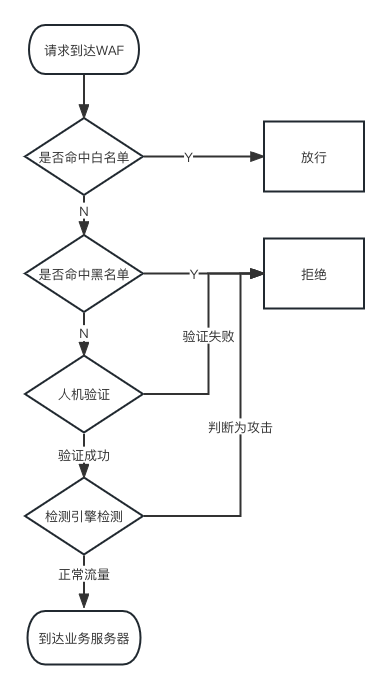 请求到达WAF
是否命中白名单
Y
放行
N
是否命中黑名单
Y
拒绝
N
验证失败
人机验证
判断为攻击
验证成功
检测引擎检测
正常流量
到达业务服务器